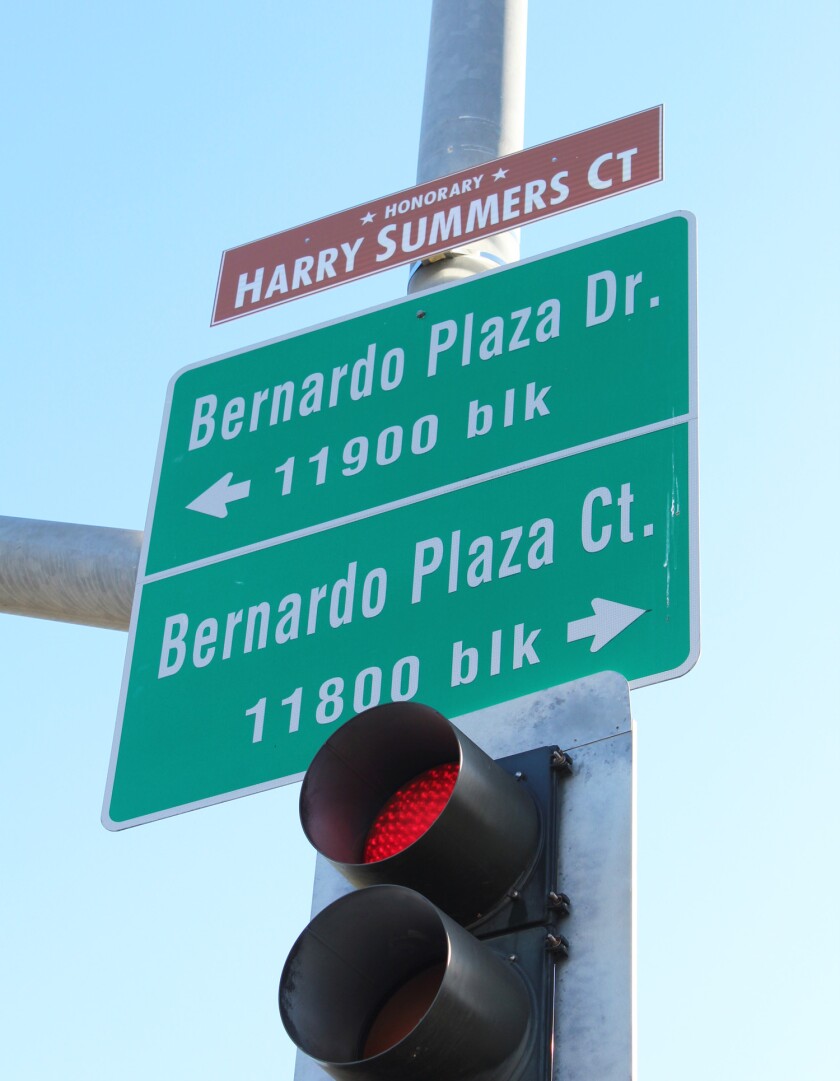 ★ HONORARY ★
HARRY SUMMERS CT
Bernardo Plaza Dr.
← 11900 blk
Bernardo Plaza Ct.
11800 blk →